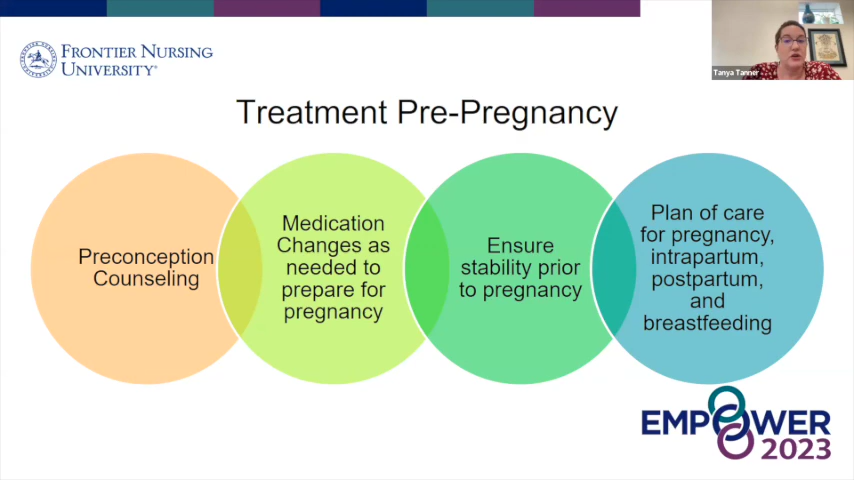 FRONTIER NURSING
UNIVERSITY®
Tanya Tanner
Treatment Pre-Pregnancy
Preconception
Counseling
Medication
Changes as
needed to
prepare for
pregnancy
Ensure
stability prior
to pregnancy
Plan of care
for pregnancy,
intrapartum,
postpartum,
and
breastfeeding
EMPOWER
2023